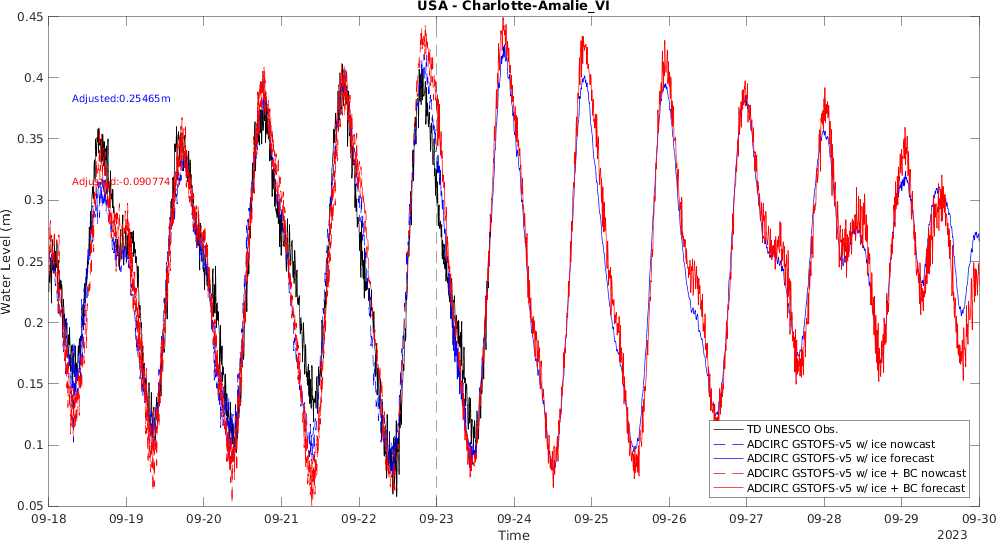 USA - Charlotte-Amalie_VI
0.45
0.4
0.35
0.3
0.25
0.2
0.15
0.1
0.05
Water Level (m)
Adjusted:0.25465m
Adjusted:-0.090774
TD UNESCO Obs.
ADCIRC GSTOFS-v5 w/ ice nowcast
ADCIRC GSTOFS-v5 w/ ice forecast
ADCIRC GSTOFS-v5 w/ ice + BC nowcast
ADCIRC GSTOFS-v5 w/ ice + BC forecast
09-18 09-19 09-20 09-21 09-22 09-23 09-24 09-25 09-26 09-27 09-28 09-29 09-30
Time
2023